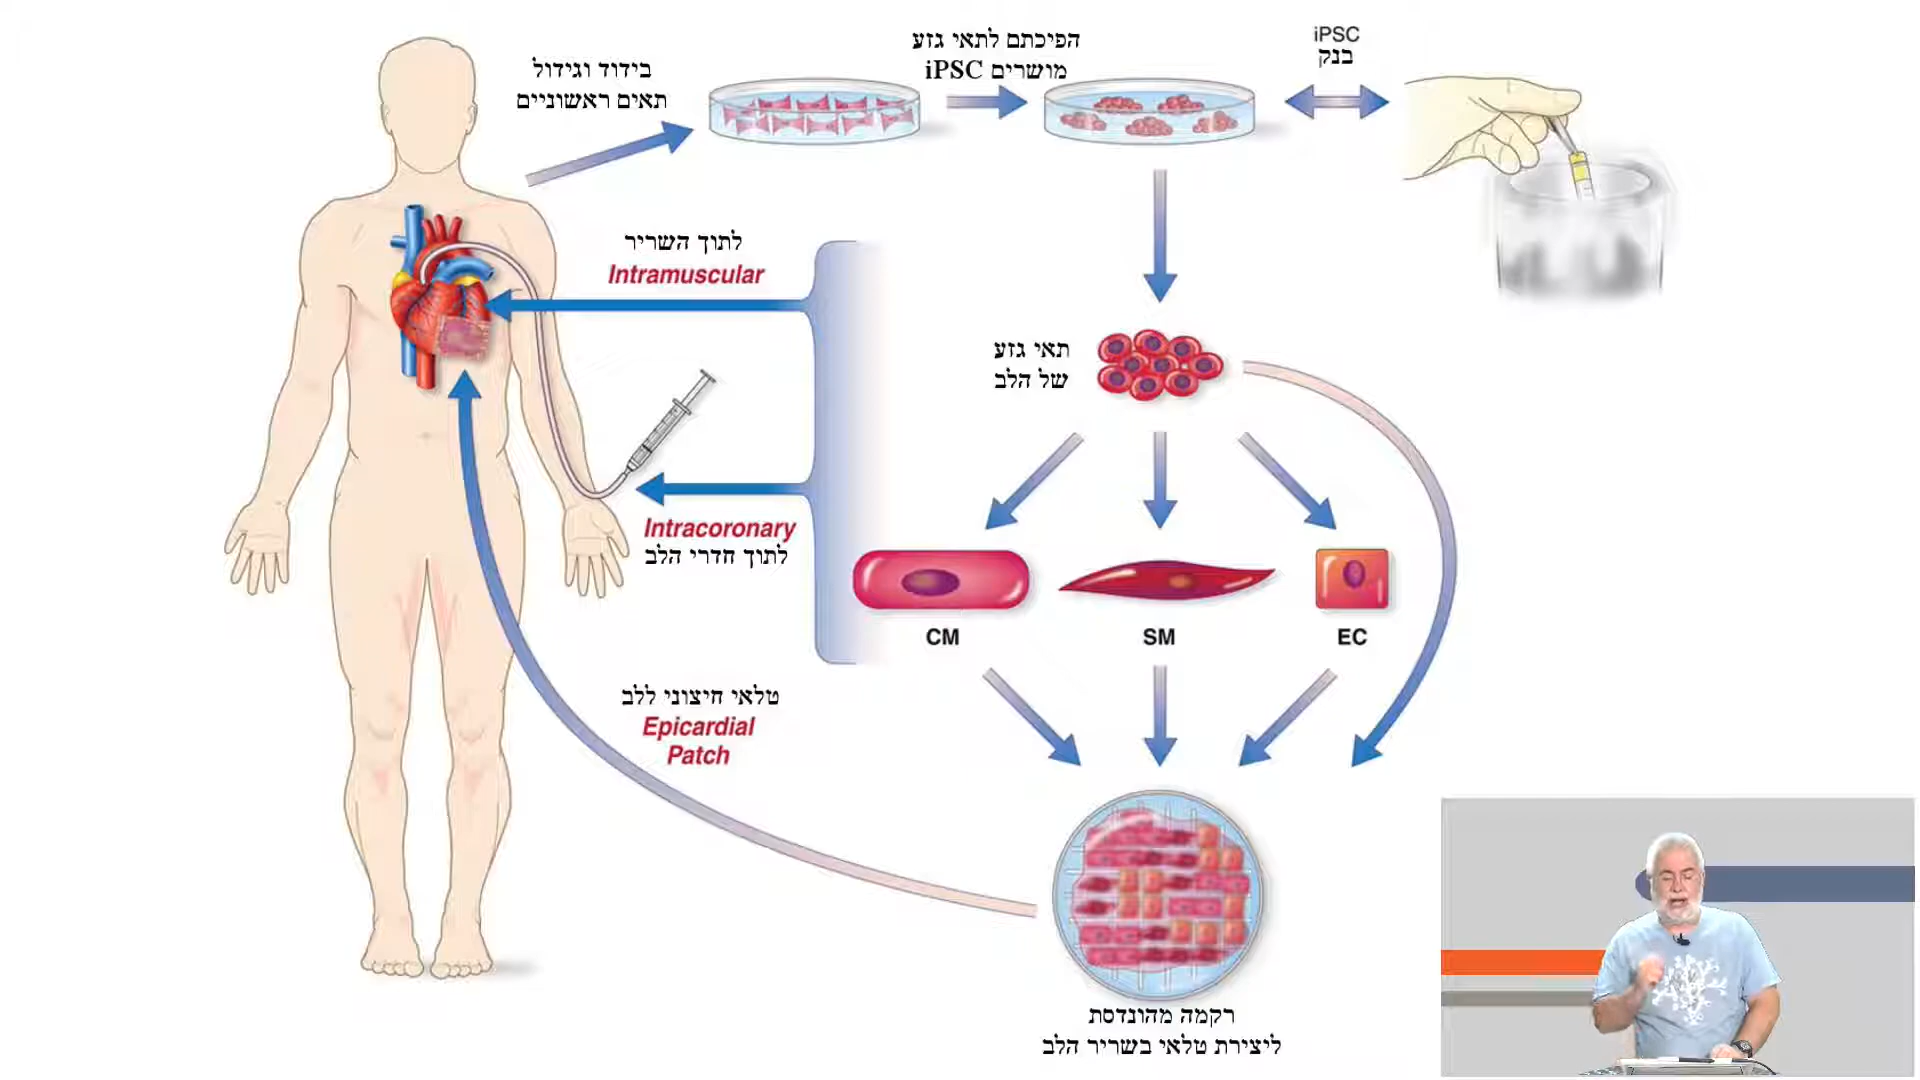 בידוד וגידול
תאים ראשוניים
הפיכתם לתאי גזע
מושרים iPSC
iPSC
בנק
לתוך השריר
Intramuscular
תאי גזע
של הלב
Intracoronary
לתוך חדרי הלב
CM
SM
EC
טלאי חיצוני ללב
Epicardial
Patch
רקמה מהונדסת
ליצירת טלאי בשריר הלב